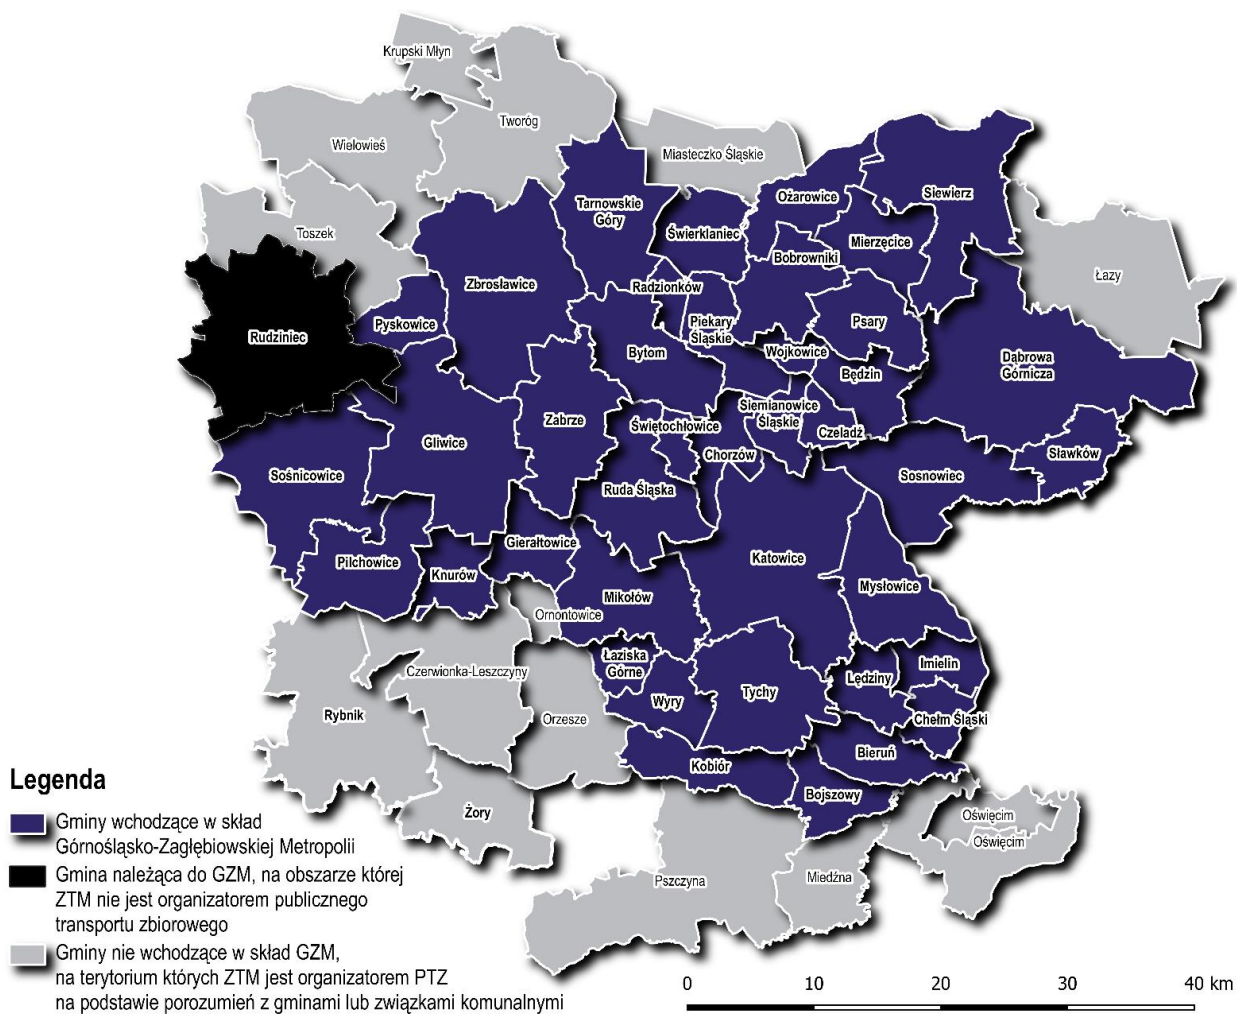 Krupski Młyn
Tworóg
Wielowieś
Miasteczko Śląskie
Ożarowice
Siewierz
Tarnowskie
Góry
Świerklaniec
Mierzęcice
Toszek
Bobrowniki
Łazy
Zbrosławice
Radzionków
Rudziniec
Pyskowice
Piekary
Śląskie
Psary
Bytom
Wojkowice
Dąbrowa
Górnicza
Będzin
Siemianowice
Śląskie
Zabrze
Świętochłowice
Czeladź
Gliwice
Chorzów
Sławków
Sośnicowice
Sosnowiec
Ruda Śląska
Gierałtowice
Pilchowice
Knurów
Katowice
Mysłowice
Mikołów
Ornontowice
Łaziska
Górne
Imielin
Czerwionka-Leszczyny
Lędziny
Wyry
Tychy
Rybnik
Orzesze
Chełm Śląski
Bieruń
Kobiór
Bojszowy
Żory
Oświęcim
Oświęcim
Pszczyna
Miedźna
Legenda
Gminy wchodzące w skład
Górnośląsko-Zagłębiowskiej Metropolii
Gmina należąca do GZM, na obszarze której
ZTM nie jest organizatorem publicznego
transportu zbiorowego
Gminy nie wchodzące w skład GZM,
na terytorium których ZTM jest organizatorem PTZ
na podstawie porozumień z gminami lub związkami komunalnymi
0 10 20 30 40 km